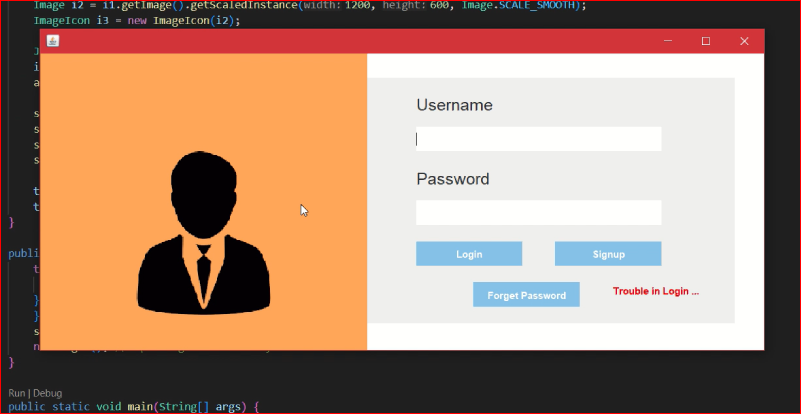 Image i2 = i1.getImage().getScaledInstance(width: 1200, height: 600, Image.SCALE_SMOOTH);
ImageIcon i3 = new ImageIcon(i2);
Username
Password
Login
Signup
Forget Password
Trouble in Login ...
}
}
Run | Debug
public static void main(String[] args) {